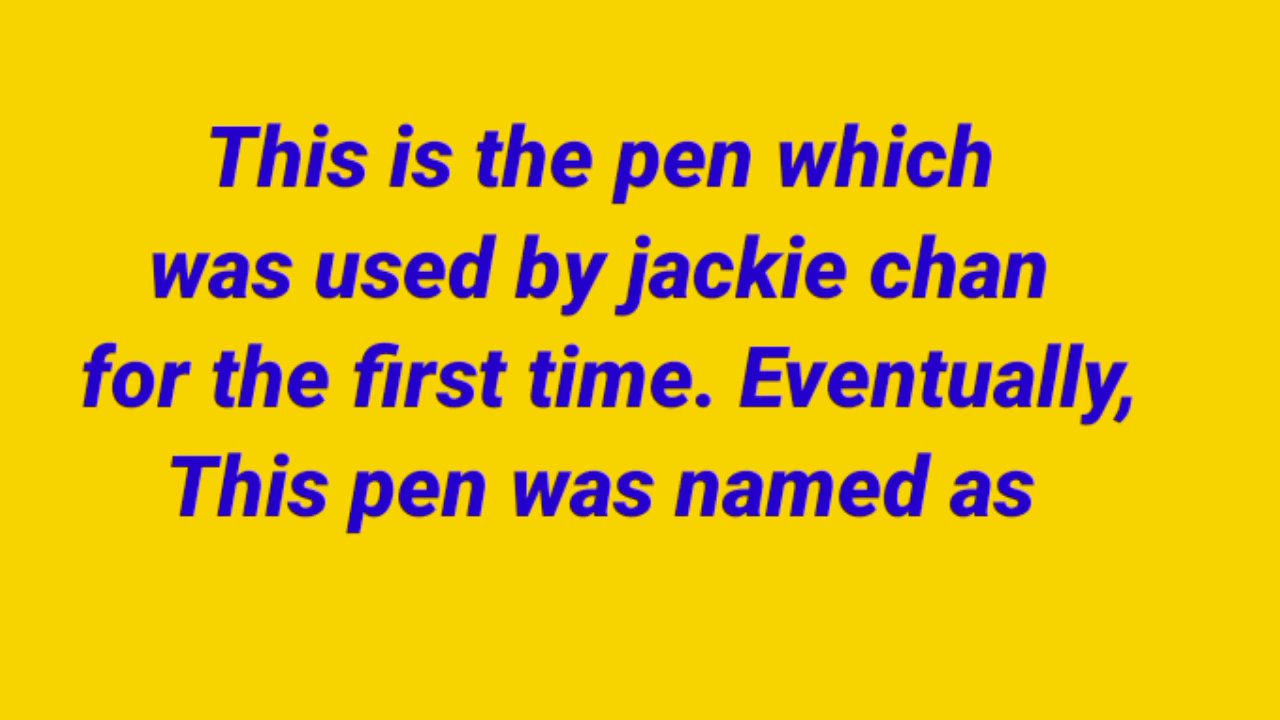 This is the pen which
was used by jackie chan
for the first time. Eventually,
This pen was named as